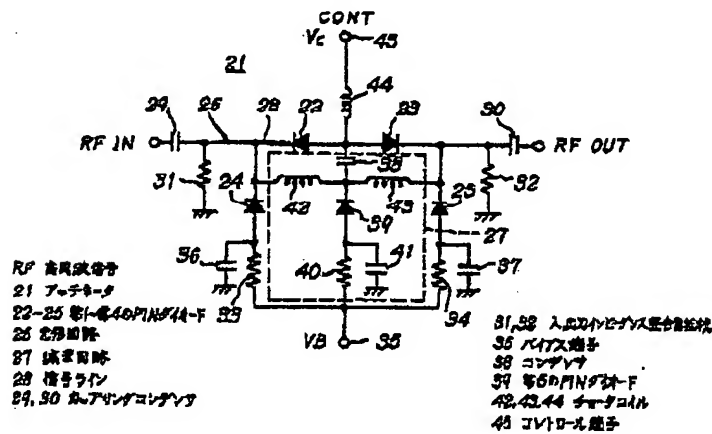 CONT
Vc
45
21
44
29
26
28
22
23
30
RF IN
RF OUT
38
31
32
24
42
43
25
39
27
36
41
37
40
33
34
VB
35
RF 高周波信号
21 アッテネータ
22~25 第1~第4のPINダイオード
26 π形回路
27 補償回路
28 信号ライン
29,30 カップリングコンデンサ
31,32 入出力インピーダンス整合用抵抗
35 バイアス端子
38 コンデンサ
39 第5のPINダイオード
42,43,44 チョークコイル
45 コントロール端子